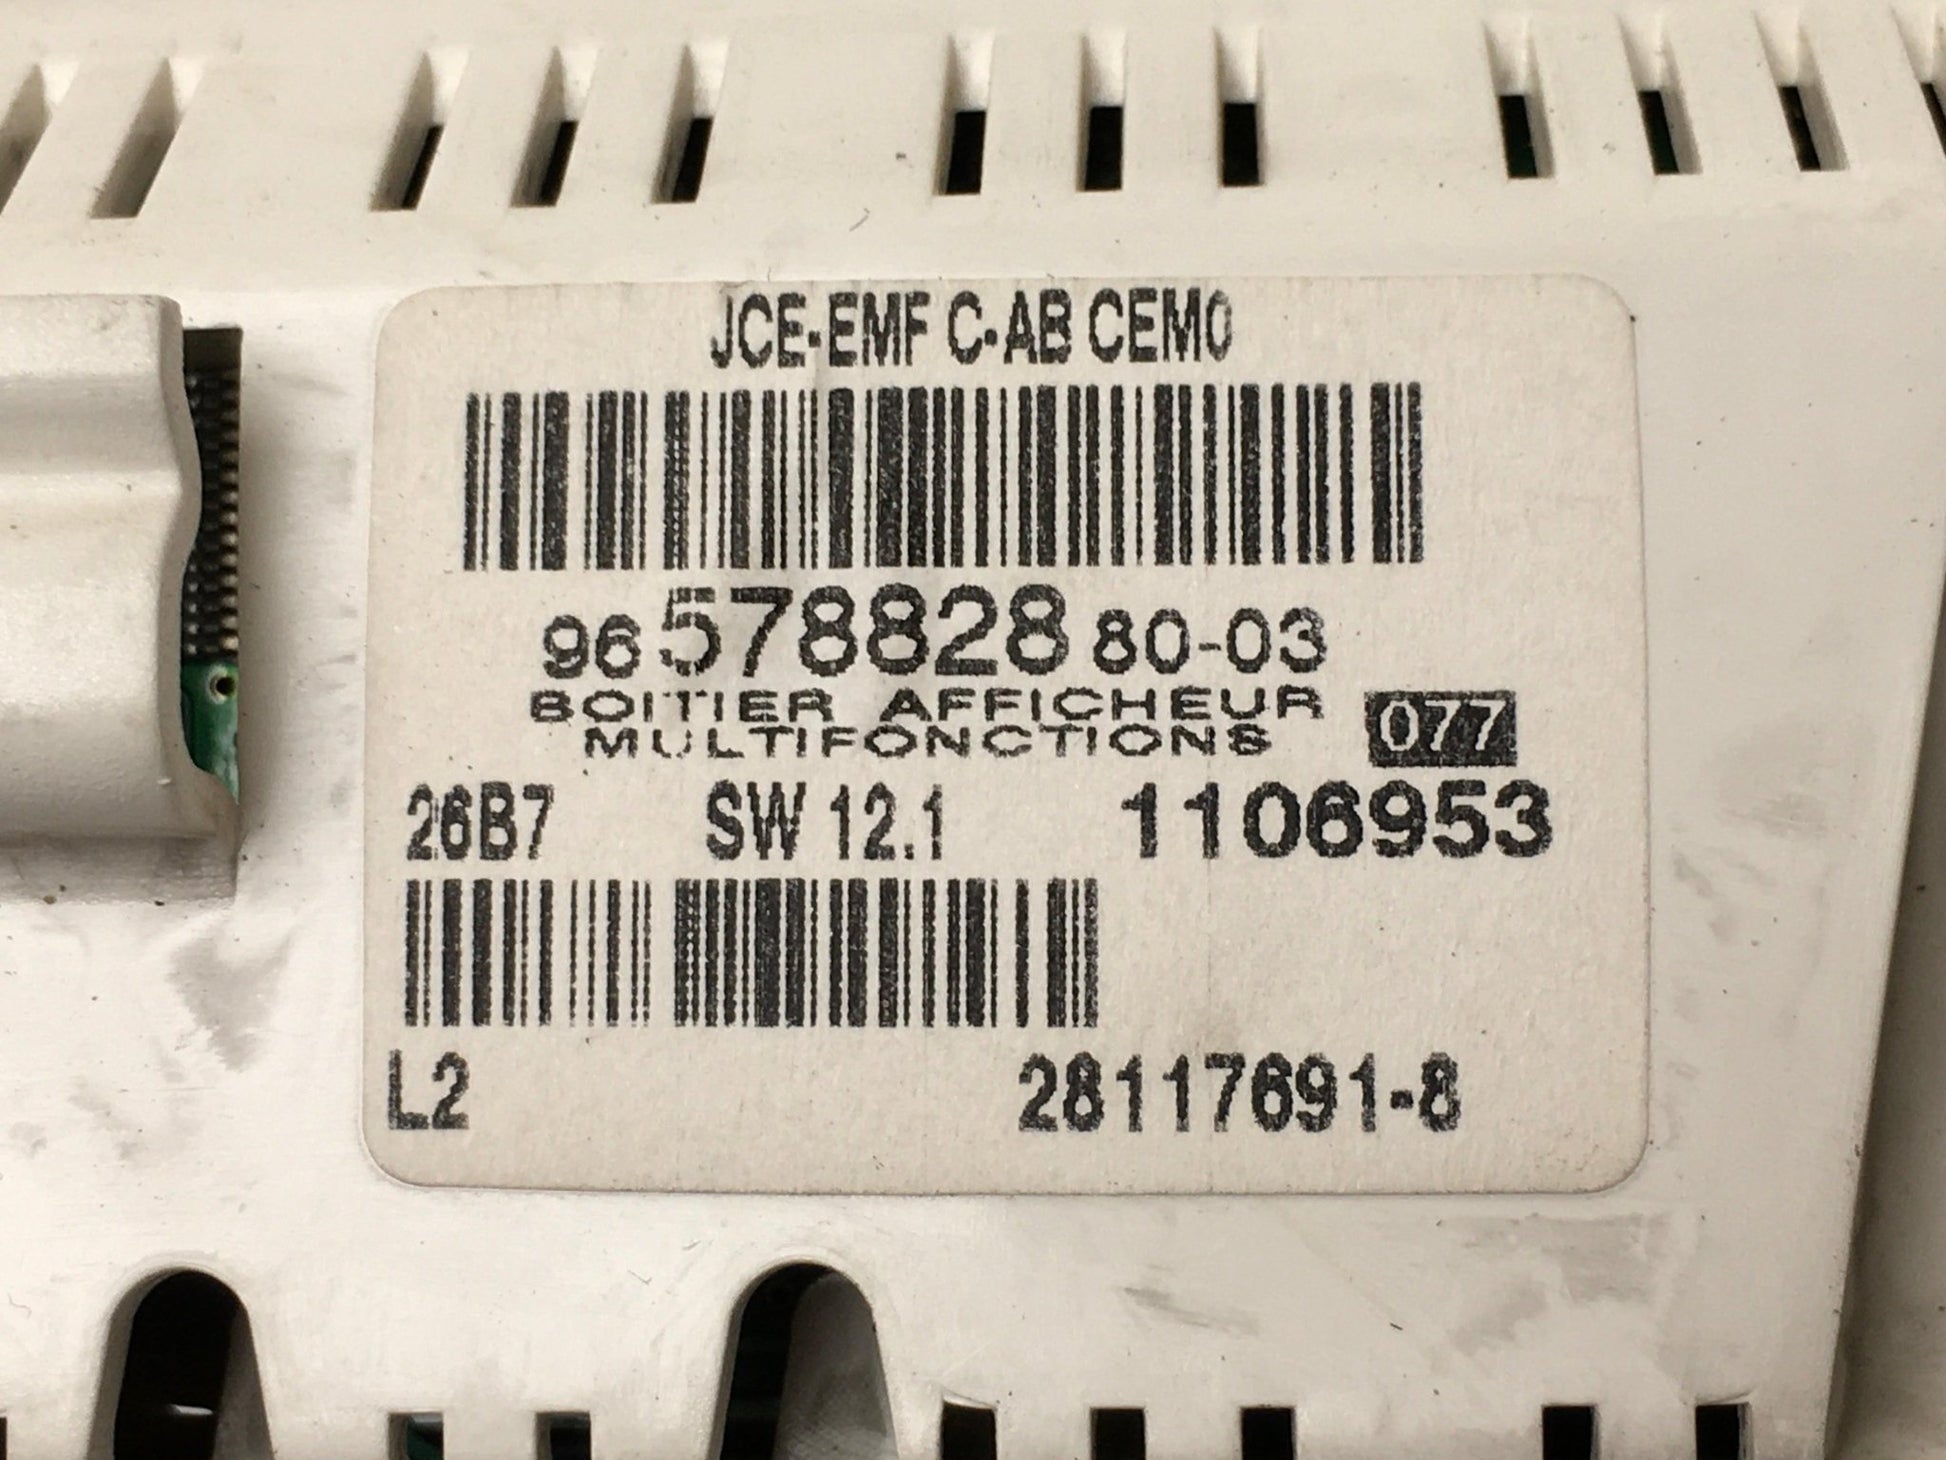 JCE-EMF C-AB CEM0
96 578828 80-03
BOITIER AFFICHEUR
MULTIFONCTIONS 077
26B7 SW 12.1 1106953
L2 28117691-8